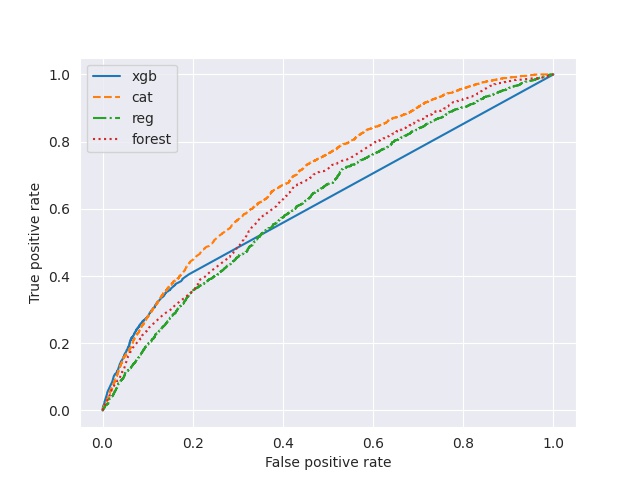 xgb
cat
reg
forest
1.0
0.8
0.6
0.4
0.2
0.0
True positive rate
0.0 0.2 0.4 0.6 0.8 1.0
False positive rate